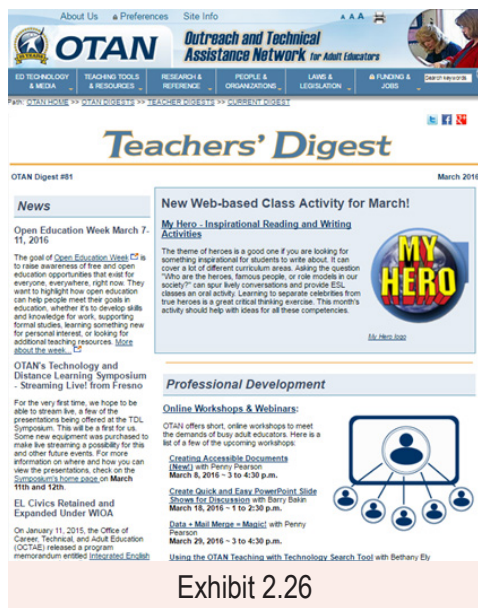 About Us Preferences Site Info A A A
OTAN Outreach and Technical
Assistance Network for Adult Educators
ED TECHNOLOGY & MEDIA TEACHING TOOLS & RESOURCES RESEARCH & REFERENCE PEOPLE & ORGANIZATIONS LAWS & LEGISLATION FUNDING & JOBS Search keywords
Path: OTAN HOME >> OTAN DIGESTS >> TEACHER DIGESTS >> CURRENT DIGEST
Teachers' Digest
OTAN Digest #81 March 2016
News
Open Education Week March 7-
11, 2016
The goal of Open Education Week is
to raise awareness of free and open
education opportunities that exist for
everyone, everywhere, right now. They
want to highlight how open education
can help people meet their goals in
education, whether it's to develop skills
and knowledge for work, supporting
formal studies, learning something new
for personal interest, or looking for
additional teaching resources. More
about the week...
OTAN's Technology and
Distance Learning Symposium
- Streaming Live! from Fresno
For the very first time, we hope to be
able to stream live, a few of the
presentations being offered at the TDL
Symposium. This will be a first for us.
Some new equipment was purchased to
make live streaming a possibility for this
and other future events. For more
information on where and how you can
view the presentations, check on the
Symposium's home page on March
11th and 12th.
EL Civics Retained and
Expanded Under WIOA
On January 11, 2015, the Office of
Career, Technical, and Adult Education
(OCTAE) released a program
memorandum entitled Integrated English
New Web-based Class Activity for March!
My Hero - Inspirational Reading and Writing
Activities
The theme of heroes is a good one if you are looking for
something inspirational for students to write about. It can
cover a lot of different curriculum areas. Asking the question
"Who are the heroes, famous people, or role models in our
society?" can spur lively conversations and provide ESL
classes an oral activity. Learning to separate celebrities from
true heroes is a great critical thinking exercise. This month's
activity should help with ideas for all these competencies.
MY
HERO
My Hero logo
Professional Development
Online Workshops & Webinars:
OTAN offers short, online workshops to meet
the demands of busy adult educators. Here is a
list of a few of the upcoming workshops:
Creating Accessible Documents
(New!) with Penny Pearson
March 8, 2016 ~ 3 to 4:30 p.m.
Create Quick and Easy PowerPoint Slide
Shows for Discussion with Barry Bakin
March 18, 2016 ~ 1 to 2:30 p.m.
Data + Mail Merge = Magic! with Penny
Pearson
March 29, 2016 ~ 3 to 4:30 p.m.
Using the OTAN Teaching with Technology Search Tool with Bethany Ely
Exhibit 2.26